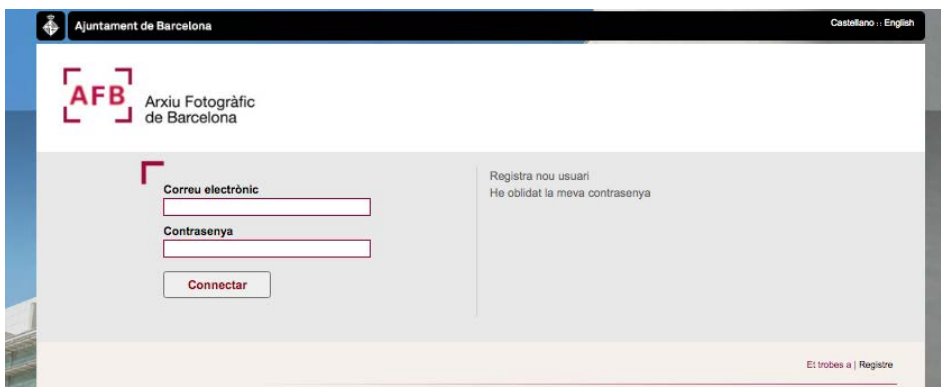 Ajuntament de Barcelona
Castellano :: English
AFB
Arxiu Fotogràfic
de Barcelona
Correu electrònic
Contrasenya
Connectar
Registra nou usuari
He oblidat la meva contrasenya
Et trobes a | Registre